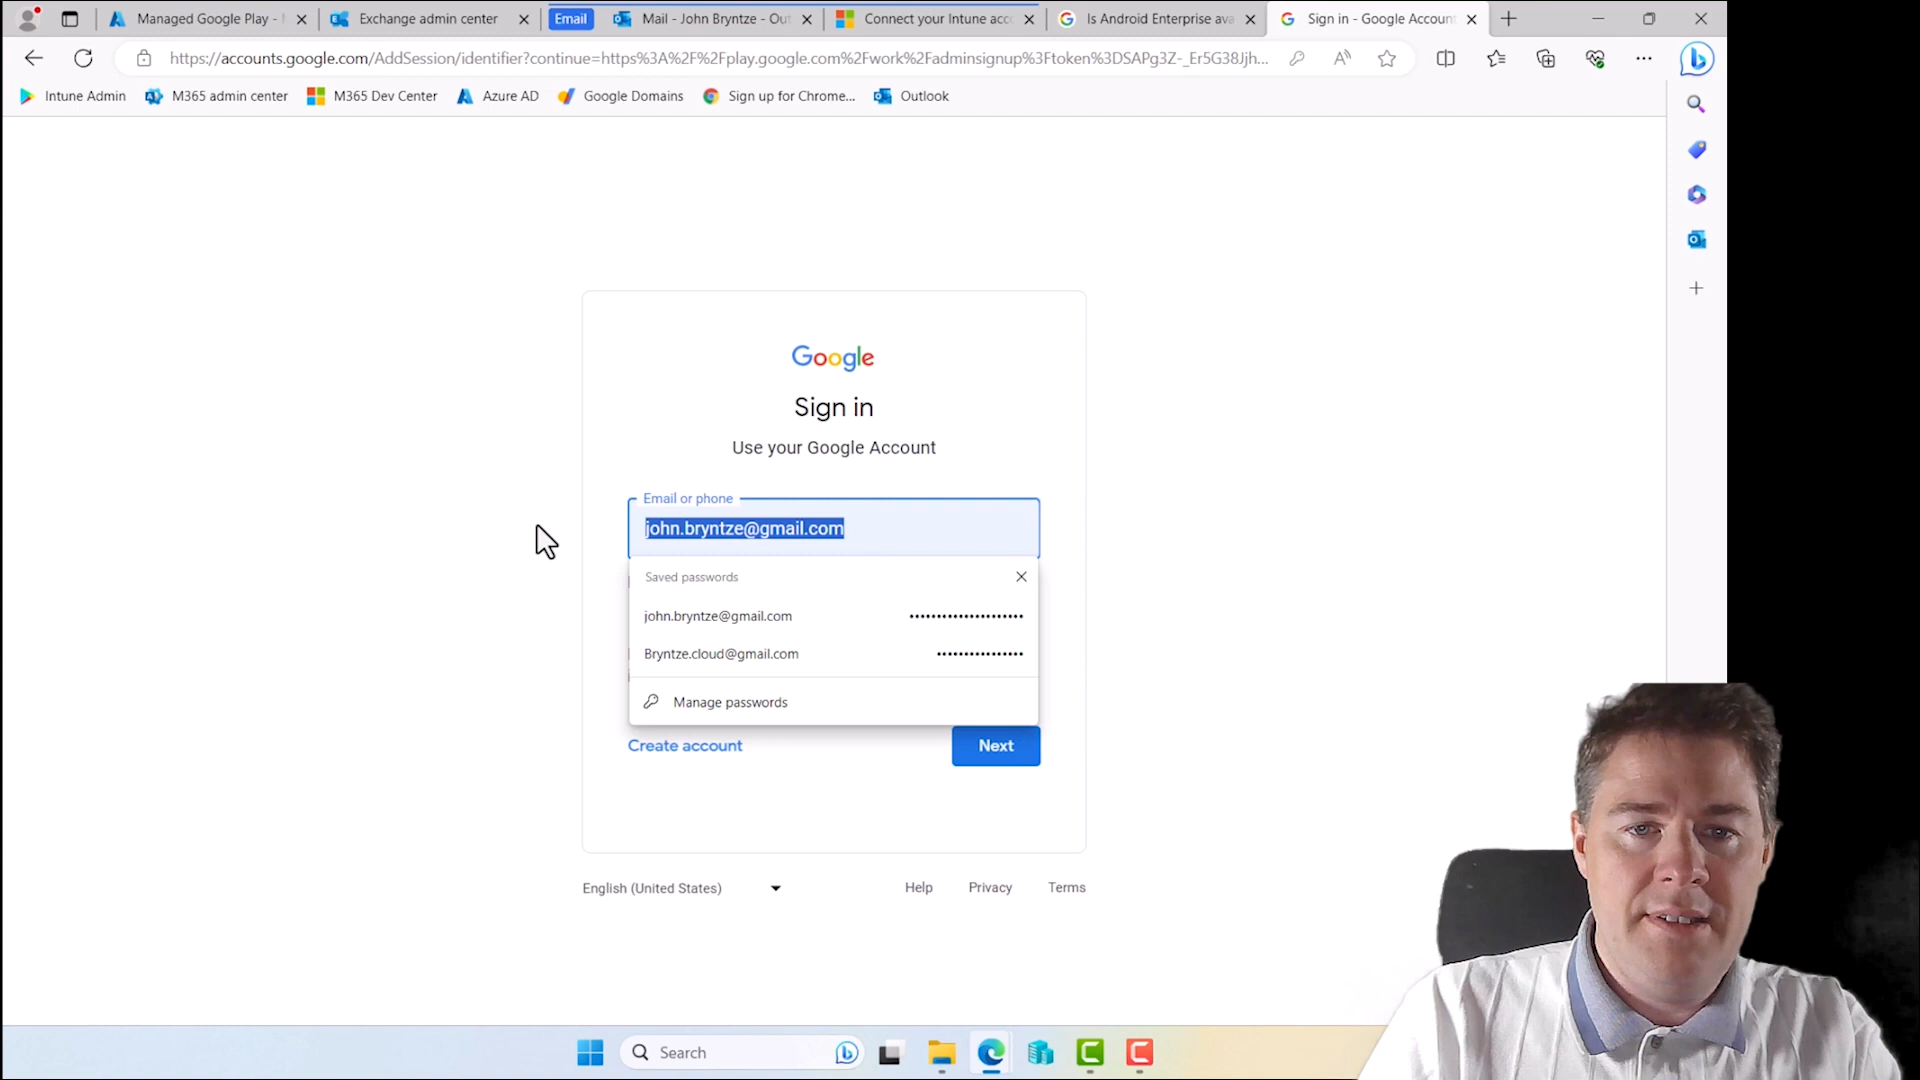 Managed Google Play -
Exchange admin center
Email
Mail - John Bryntze - Out
Connect your Intune acc
Is Android Enterprise ava
Sign in - Google Accoun
https://accounts.google.com/AddSession/identifier?continue=https%3A%2F%2Fplay.google.com%2Fwork%2Fadminsignup%3Ftoken%3DSAPg3Z-_Er5G38Jjh...
Intune Admin
M365 admin center
M365 Dev Center
Azure AD
Google Domains
Sign up for Chrome...
Outlook
Google
Sign in
Use your Google Account
Email or phone
john.bryntze@gmail.com
Saved passwords
john.bryntze@gmail.com
Bryntze.cloud@gmail.com
Manage passwords
Create account
Next
English (United States)
Help
Privacy
Terms
Search